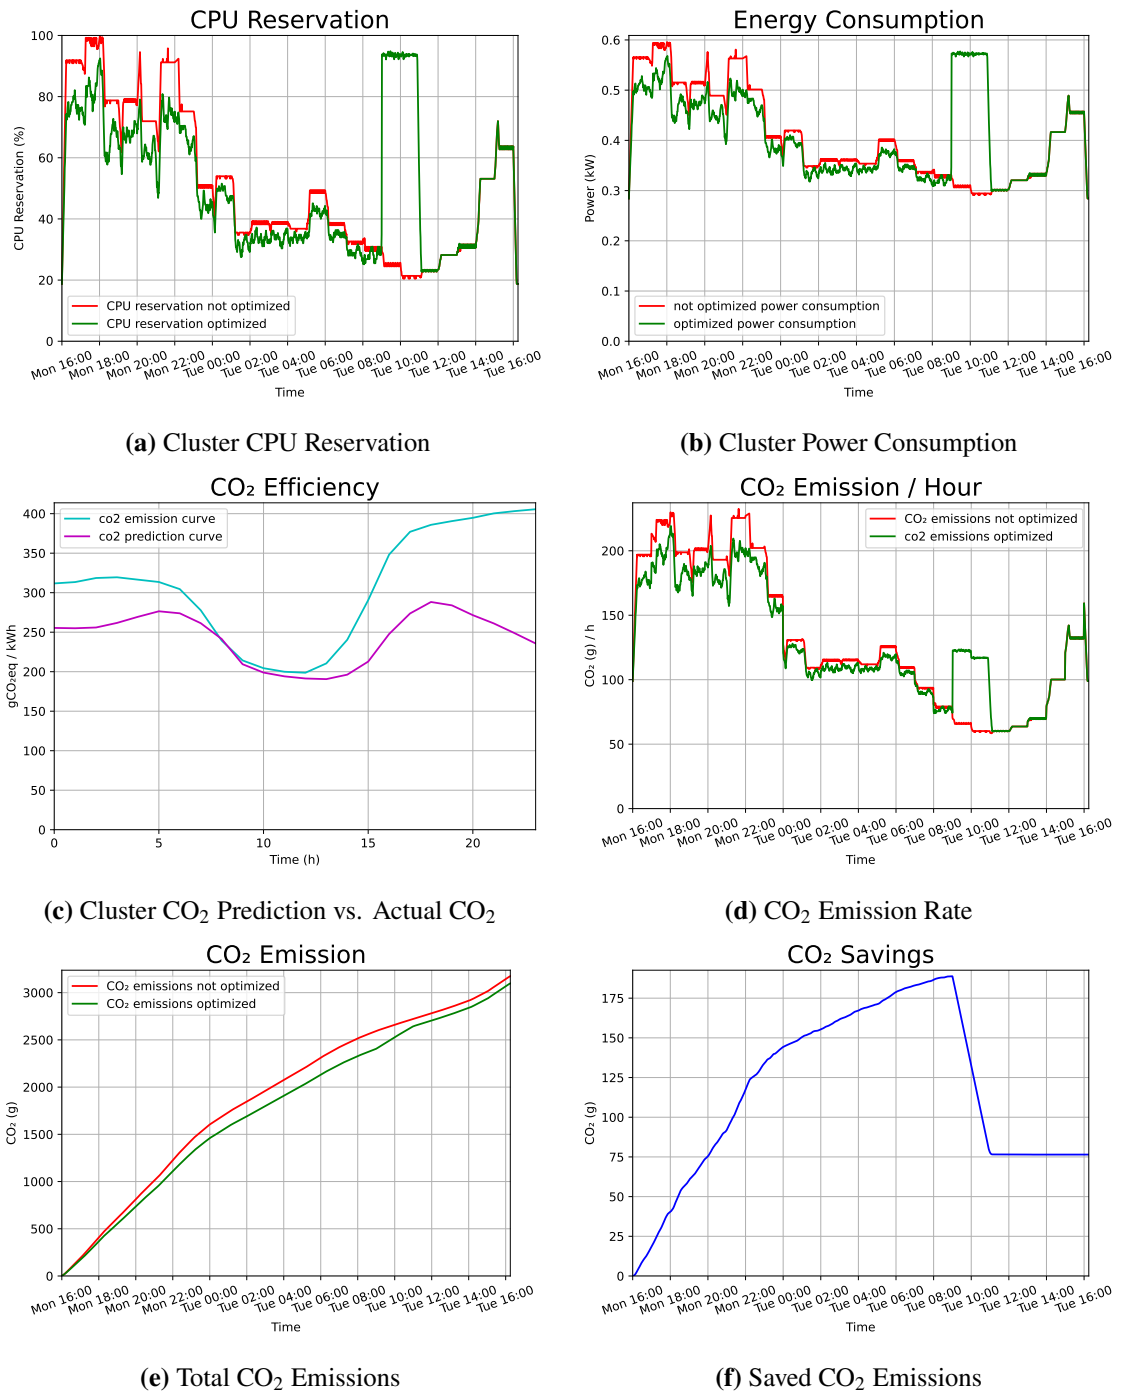 CPU Reservation
100
80
60
40
20
0
CPU Reservation (%)
CPU reservation not optimized
CPU reservation optimized
Mon 16:00 Mon 18:00 Mon 20:00 Mon 22:00 Tue 00:00 Tue 02:00 Tue 04:00 Tue 06:00 Tue 08:00 Tue 10:00 Tue 12:00 Tue 14:00 Tue 16:00
Time
(a) Cluster CPU Reservation
Energy Consumption
0.6
0.5
0.4
0.3
0.2
0.1
0.0
Power (kW)
not optimized power consumption
optimized power consumption
Mon 16:00 Mon 18:00 Mon 20:00 Mon 22:00 Tue 00:00 Tue 02:00 Tue 04:00 Tue 06:00 Tue 08:00 Tue 10:00 Tue 12:00 Tue 14:00 Tue 16:00
Time
(b) Cluster Power Consumption
CO₂ Efficiency
400
350
300
250
200
150
100
50
0
gCO₂eq / kWh
co2 emission curve
co2 prediction curve
0 5 10 15 20
Time (h)
(c) Cluster CO₂ Prediction vs. Actual CO₂
CO₂ Emission / Hour
200
150
100
50
0
CO₂ (g) / h
CO₂ emissions not optimized
co2 emissions optimized
Mon 16:00 Mon 18:00 Mon 20:00 Mon 22:00 Tue 00:00 Tue 02:00 Tue 04:00 Tue 06:00 Tue 08:00 Tue 10:00 Tue 12:00 Tue 14:00 Tue 16:00
Time
(d) CO₂ Emission Rate
CO₂ Emission
3000
2500
2000
1500
1000
500
0
CO₂ (g)
CO₂ emissions not optimized
CO₂ emissions optimized
Mon 16:00 Mon 18:00 Mon 20:00 Mon 22:00 Tue 00:00 Tue 02:00 Tue 04:00 Tue 06:00 Tue 08:00 Tue 10:00 Tue 12:00 Tue 14:00 Tue 16:00
Time
(e) Total CO₂ Emissions
CO₂ Savings
175
150
125
100
75
50
25
0
CO₂ (g)
Mon 16:00 Mon 18:00 Mon 20:00 Mon 22:00 Tue 00:00 Tue 02:00 Tue 04:00 Tue 06:00 Tue 08:00 Tue 10:00 Tue 12:00 Tue 14:00 Tue 16:00
Time
(f) Saved CO₂ Emissions